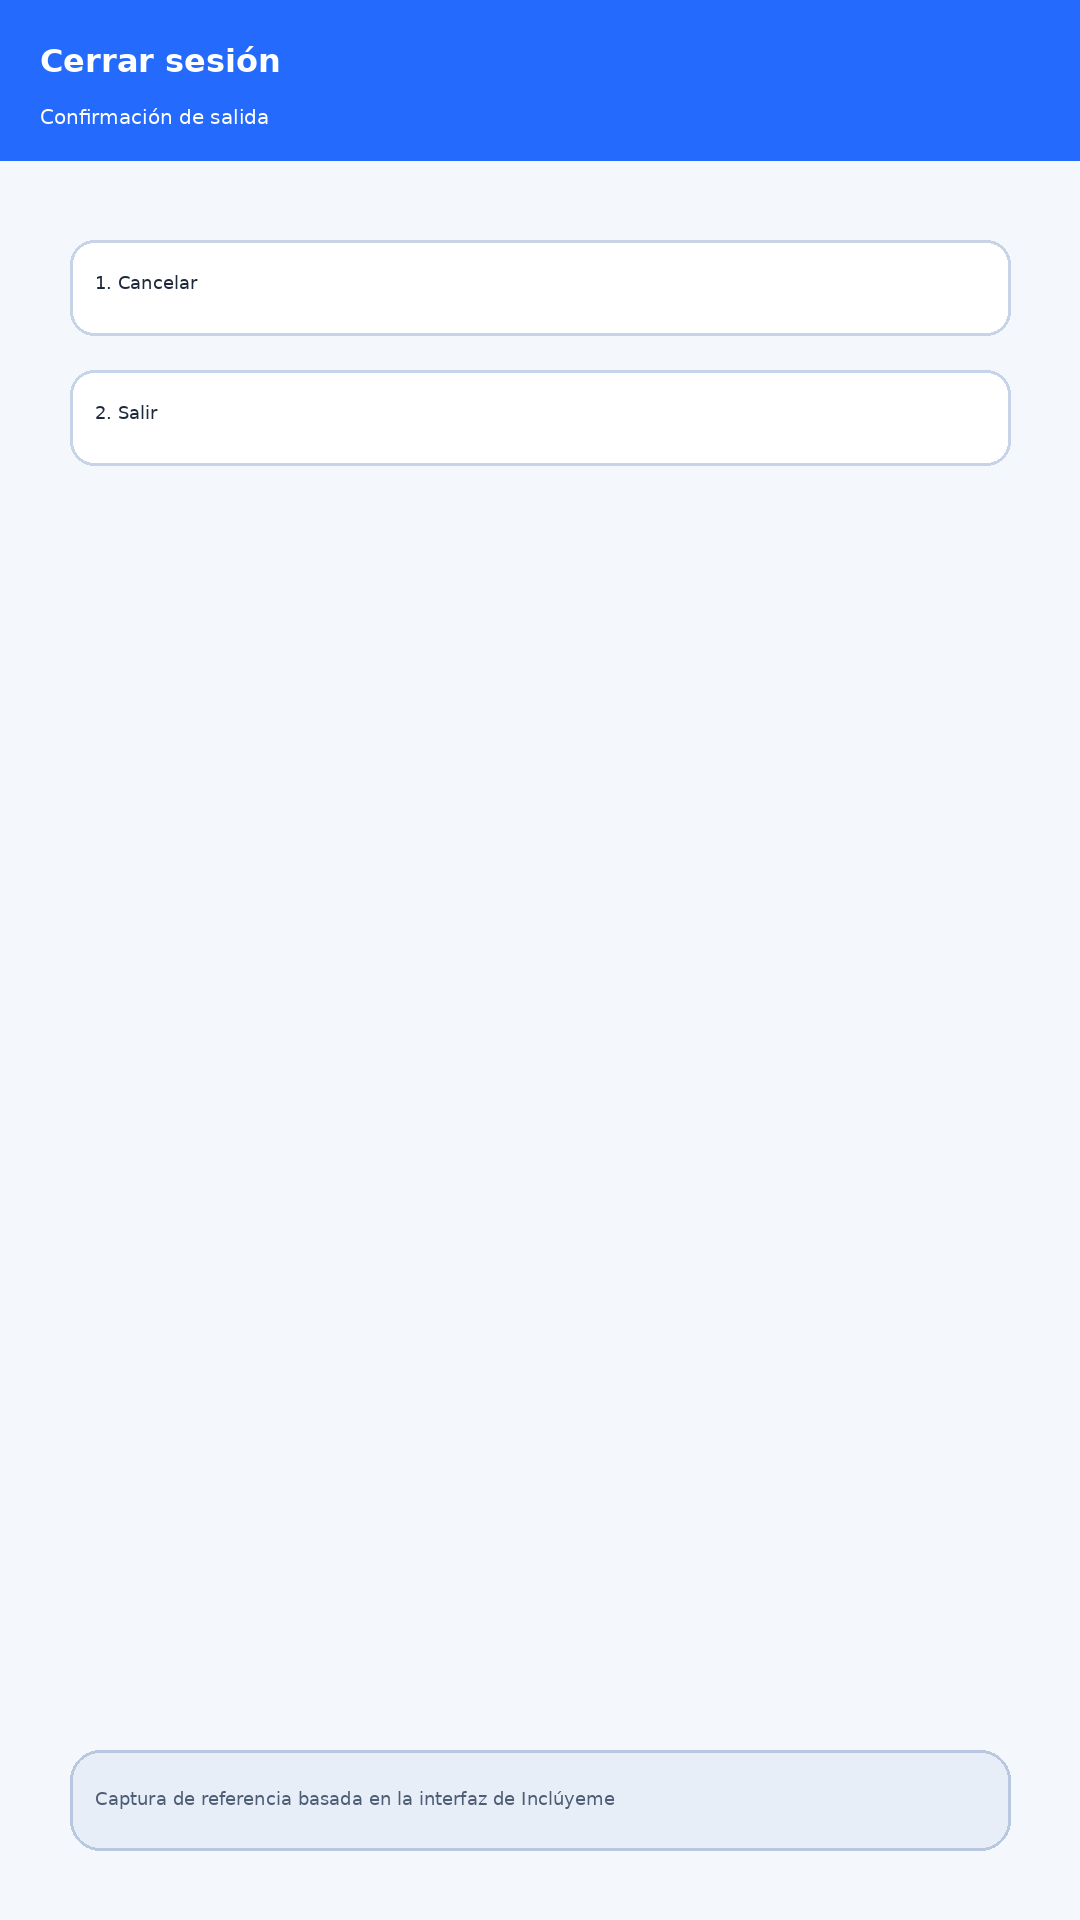 Cerrar sesión
Confirmación de salida
1. Cancelar
2. Salir
Captura de referencia basada en la interfaz de Inclúyeme